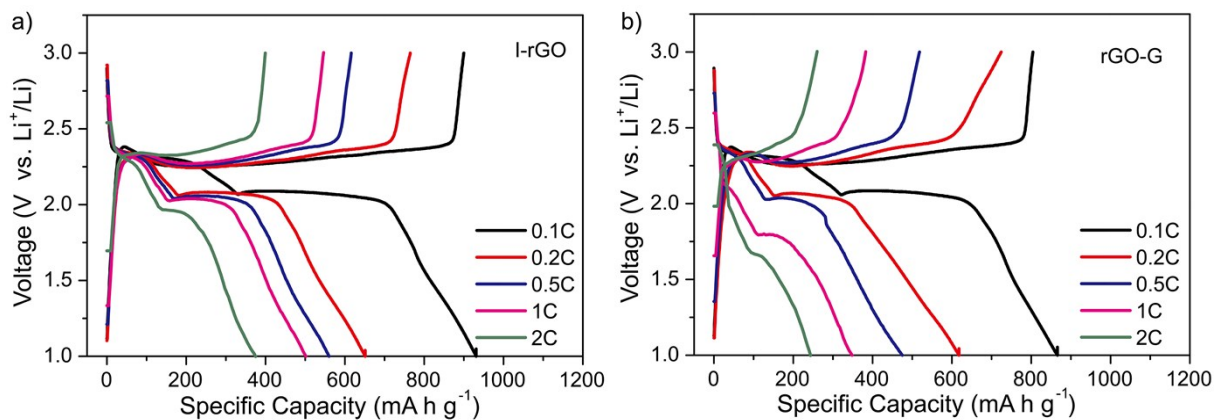 a)
I-rGO
3.0
2.5
2.0
1.5
1.0
Voltage (V vs. Li⁺/Li)
0.1C
0.2C
0.5C
1C
2C
0 200 400 600 800 1000 1200
Specific Capacity (mA h g⁻¹)
b)
rGO-G
3.0
2.5
2.0
1.5
1.0
Voltage (V vs. Li⁺/Li)
0.1C
0.2C
0.5C
1C
2C
0 200 400 600 800 1000 1200
Specific Capacity (mA h g⁻¹)